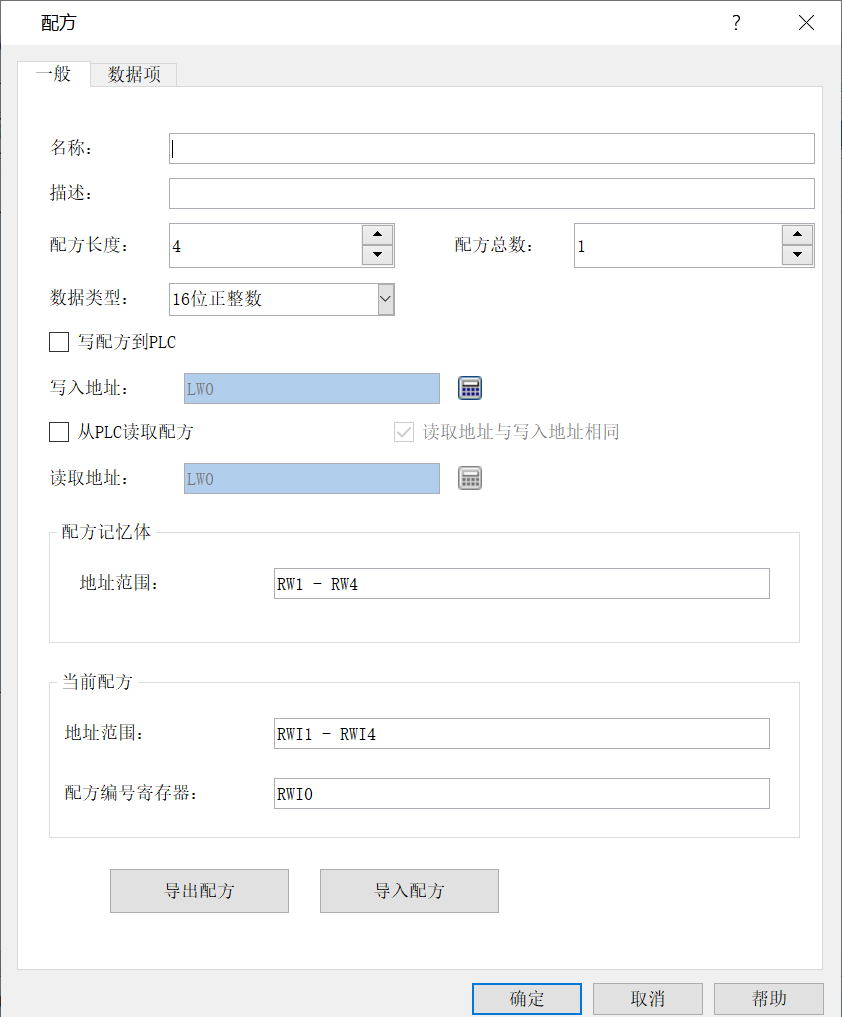 配方
一般 数据项
名称：
描述：
配方长度： 4 配方总数： 1
数据类型： 16位正整数
写配方到PLC
写入地址： LW0
从PLC读取配方 读取地址与写入地址相同
读取地址： LW0
配方记忆体
地址范围： RW1 - RW4
当前配方
地址范围： RWI1 - RWI4
配方编号寄存器： RWI0
导出配方 导入配方
确定 取消 帮助